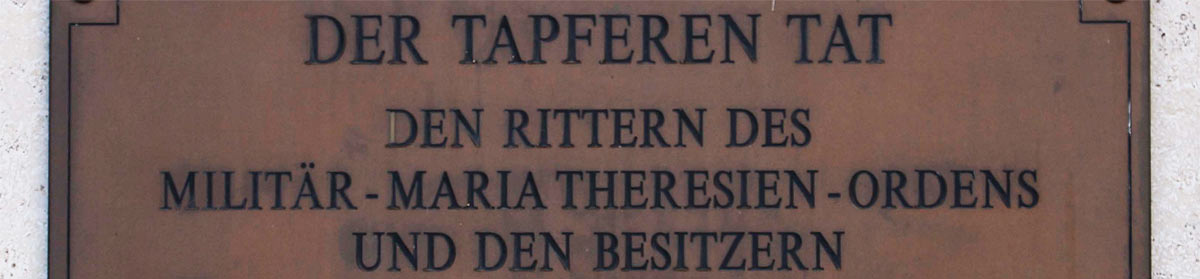 DER TAPFEREN TAT
DEN RITTERN DES
MILITÄR-MARIA THERESIEN-ORDENS
UND DEN BESITZERN